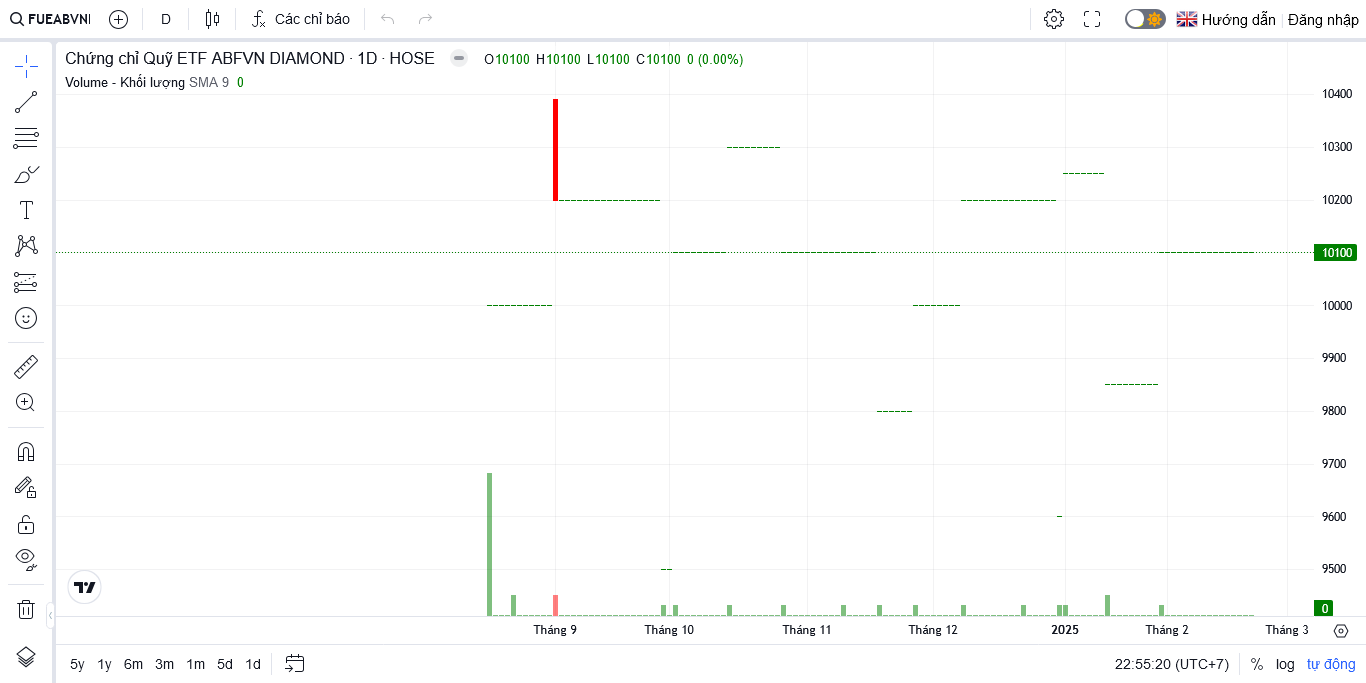 FUEABVNI D Các chỉ báo Hướng dẫn Đăng nhập
Chứng chỉ Quỹ ETF ABFVN DIAMOND · 1D · HOSE O10100 H10100 L10100 C10100 0 (0.00%)
Volume - Khối lượng SMA 9 0
10400
10300
10200
10100
10000
9900
9800
9700
9600
9500
0
Tháng 9 Tháng 10 Tháng 11 Tháng 12 2025 Tháng 2 Tháng 3
5y 1y 6m 3m 1m 5d 1d 22:55:20 (UTC+7) % log tự động